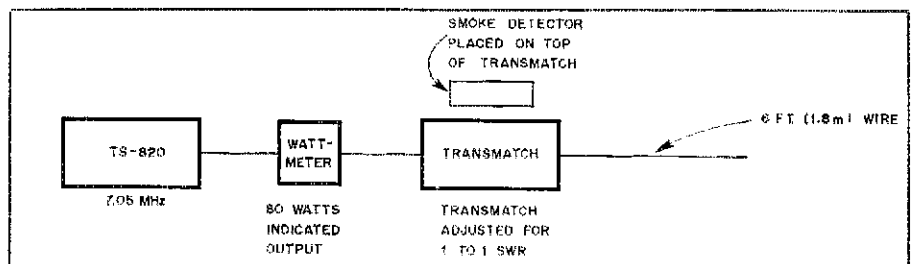 SMOKE DETECTOR
PLACED ON TOP
OF TRANSMATCH
6 FT. (1.8m) WIRE
TS-820
WATT-
METER
TRANSMATCH
7.05 MHz
80 WATTS
INDICATED
OUTPUT
TRANSMATCH
ADJUSTED FOR
1 TO 1 SWR